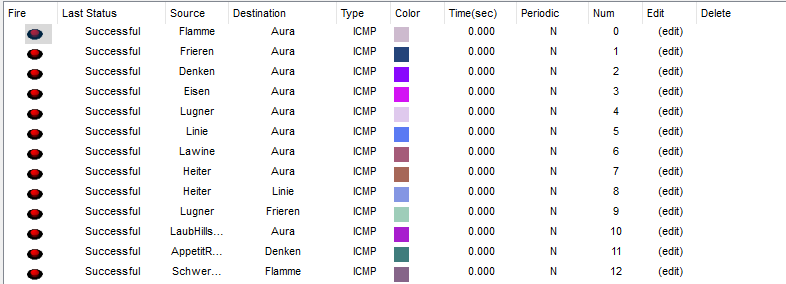 Fire Last Status Source Destination Type Color Time(sec) Periodic Num Edit Delete
Successful Flamme Aura ICMP 0.000 N 0 (edit)
Successful Frieren Aura ICMP 0.000 N 1 (edit)
Successful Denken Aura ICMP 0.000 N 2 (edit)
Successful Eisen Aura ICMP 0.000 N 3 (edit)
Successful Lugner Aura ICMP 0.000 N 4 (edit)
Successful Linie Aura ICMP 0.000 N 5 (edit)
Successful Lawine Aura ICMP 0.000 N 6 (edit)
Successful Heiter Aura ICMP 0.000 N 7 (edit)
Successful Heiter Linie ICMP 0.000 N 8 (edit)
Successful Lugner Frieren ICMP 0.000 N 9 (edit)
Successful LaubHills... Aura ICMP 0.000 N 10 (edit)
Successful AppetitR... Denken ICMP 0.000 N 11 (edit)
Successful Schwer... Flamme ICMP 0.000 N 12 (edit)